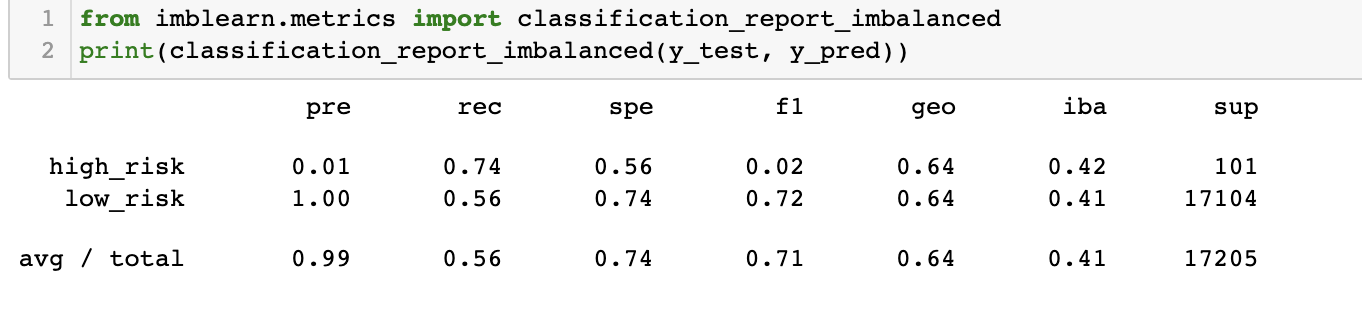 1 from imblearn.metrics import classification_report_imbalanced
2 print(classification_report_imbalanced(y_test, y_pred))
pre rec spe f1 geo iba sup
high_risk 0.01 0.74 0.56 0.02 0.64 0.42 101
low_risk 1.00 0.56 0.74 0.72 0.64 0.41 17104
avg / total 0.99 0.56 0.74 0.71 0.64 0.41 17205